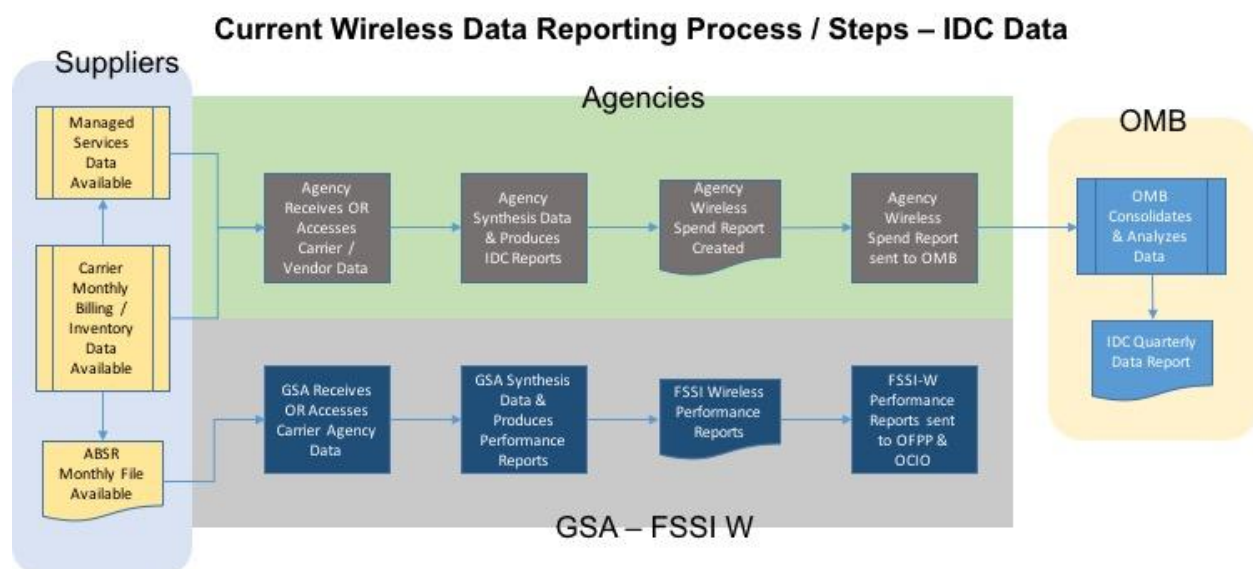 Current Wireless Data Reporting Process / Steps – IDC Data
Suppliers
Managed
Services
Data
Available
Carrier
Monthly
Billing /
Inventory
Data
Available
ABSR
Monthly File
Available
Agencies
Agency
Receives OR
Accesses
Carrier /
Vendor Data
Agency
Synthesis Data
& Produces
IDC Reports
Agency
Wireless
Spend Report
Created
Agency
Wireless
Spend Report
sent to OMB
GSA Receives
OR Accesses
Carrier Agency
Data
GSA Synthesis
Data &
Produces
Performance
Reports
FSSI Wireless
Performance
Reports
FSSI-W
Performance
Reports sent
to OFPP &
OCIO
GSA – FSSI W
OMB
OMB
Consolidates
& Analyzes
Data
IDC Quarterly
Data Report